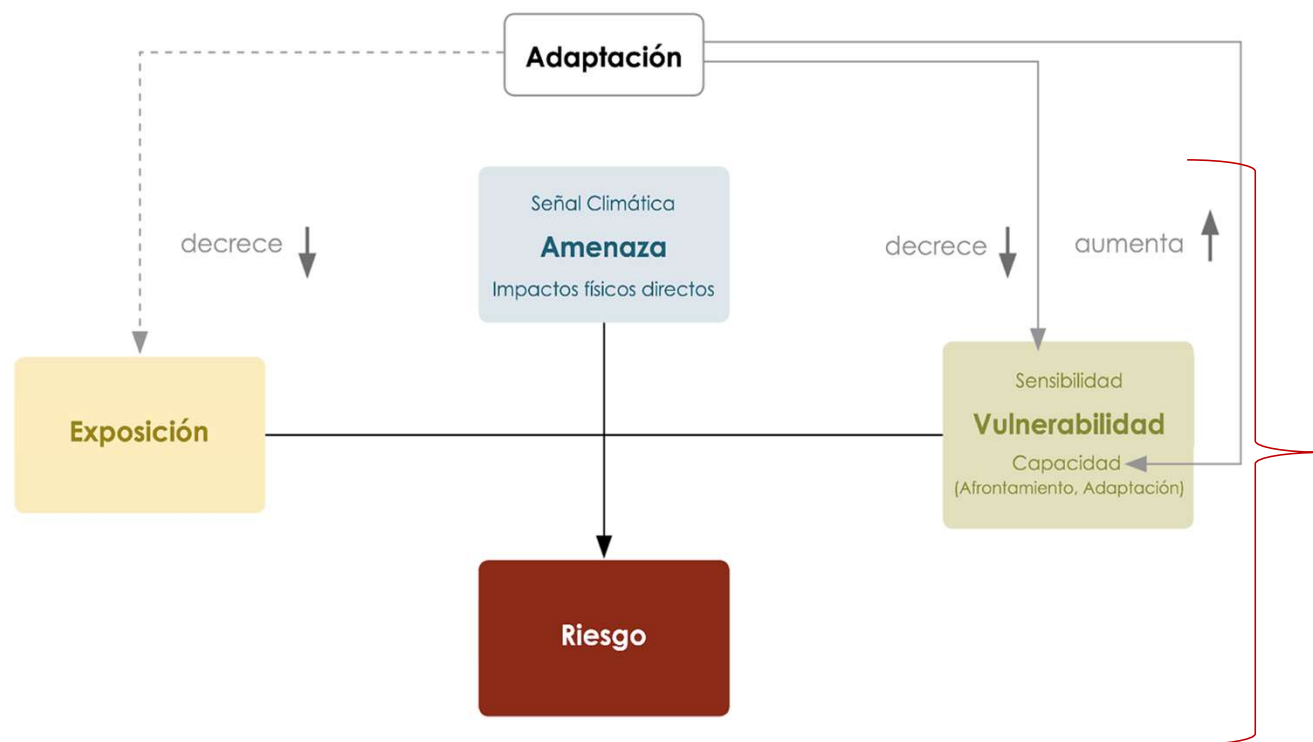 Adaptación
Señal Climática
Amenaza
Impactos físicos directos
decrece
decrece
aumenta
Exposición
Sensibilidad
Vulnerabilidad
Capacidad
(Afrontamiento, Adaptación)
Riesgo